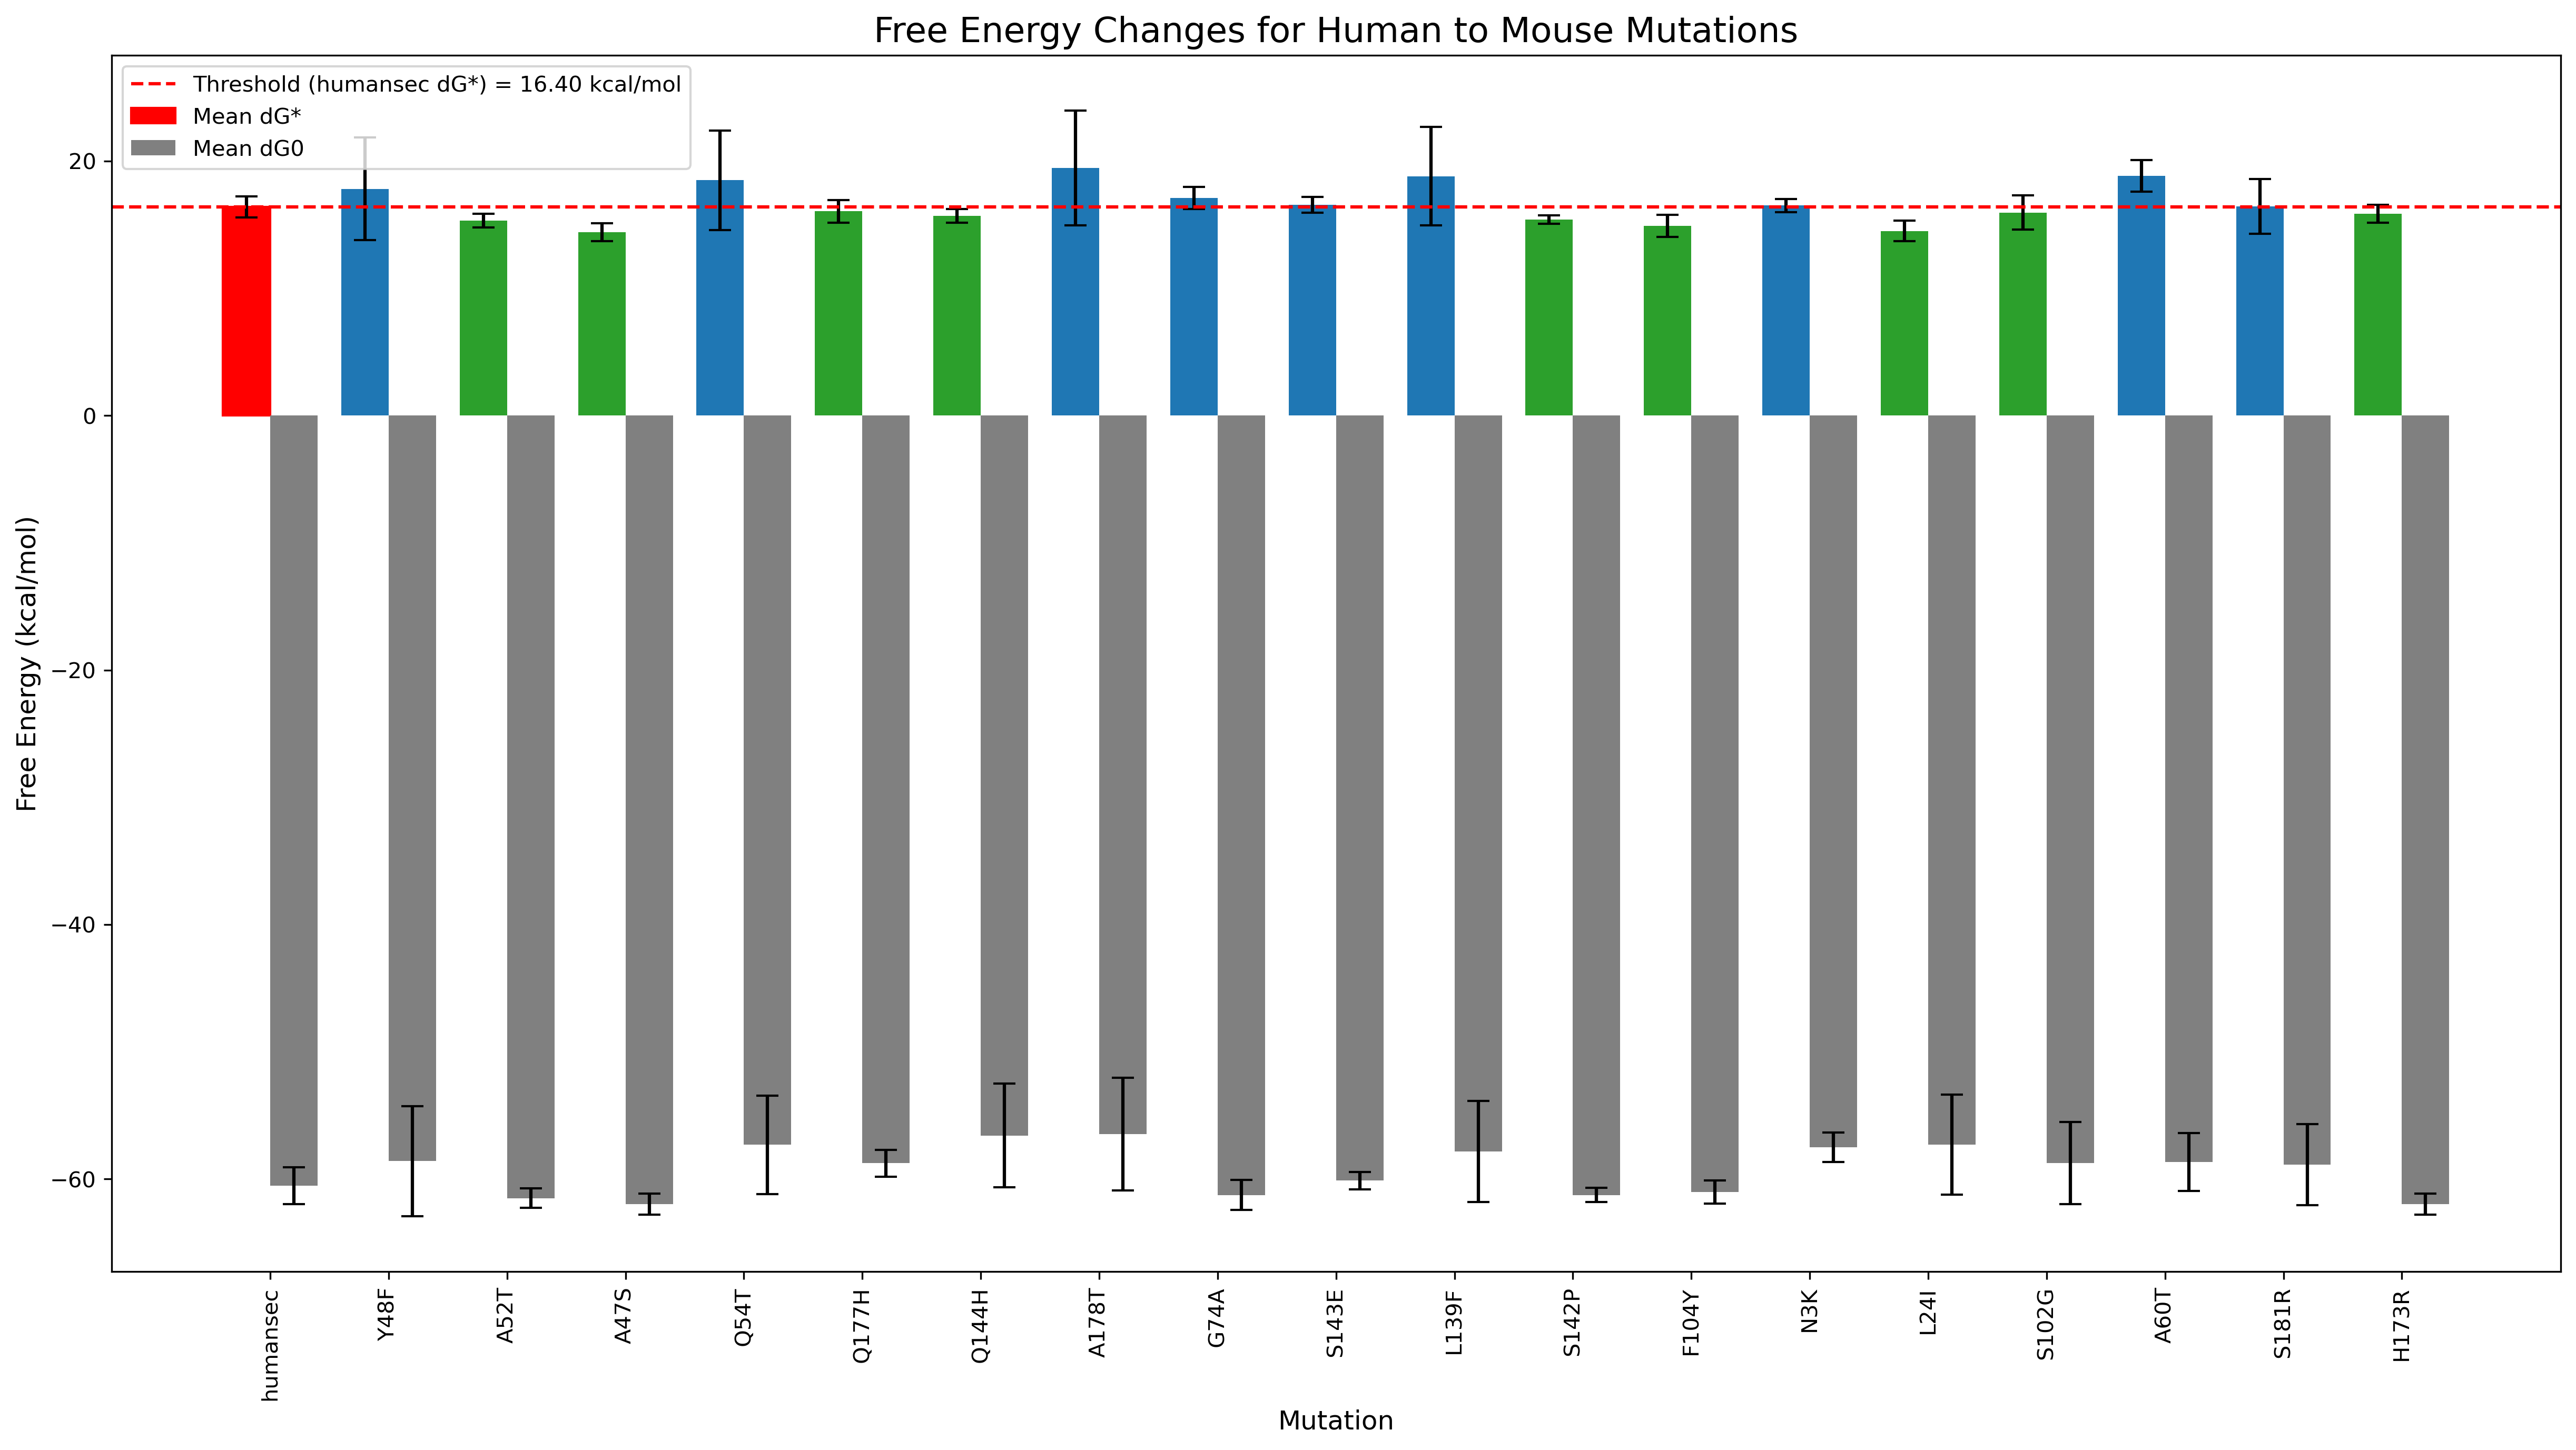 Free Energy Changes for Human to Mouse Mutations
Threshold (humansec dG*) = 16.40 kcal/mol
Mean dG*
Mean dG0
20
0
−20
−40
−60
Free Energy (kcal/mol)
humansec
Y48F
A52T
A47S
Q54T
Q177H
Q144H
A178T
G74A
S143E
L139F
S142P
F104Y
N3K
L24I
S102G
A60T
S181R
H173R
Mutation